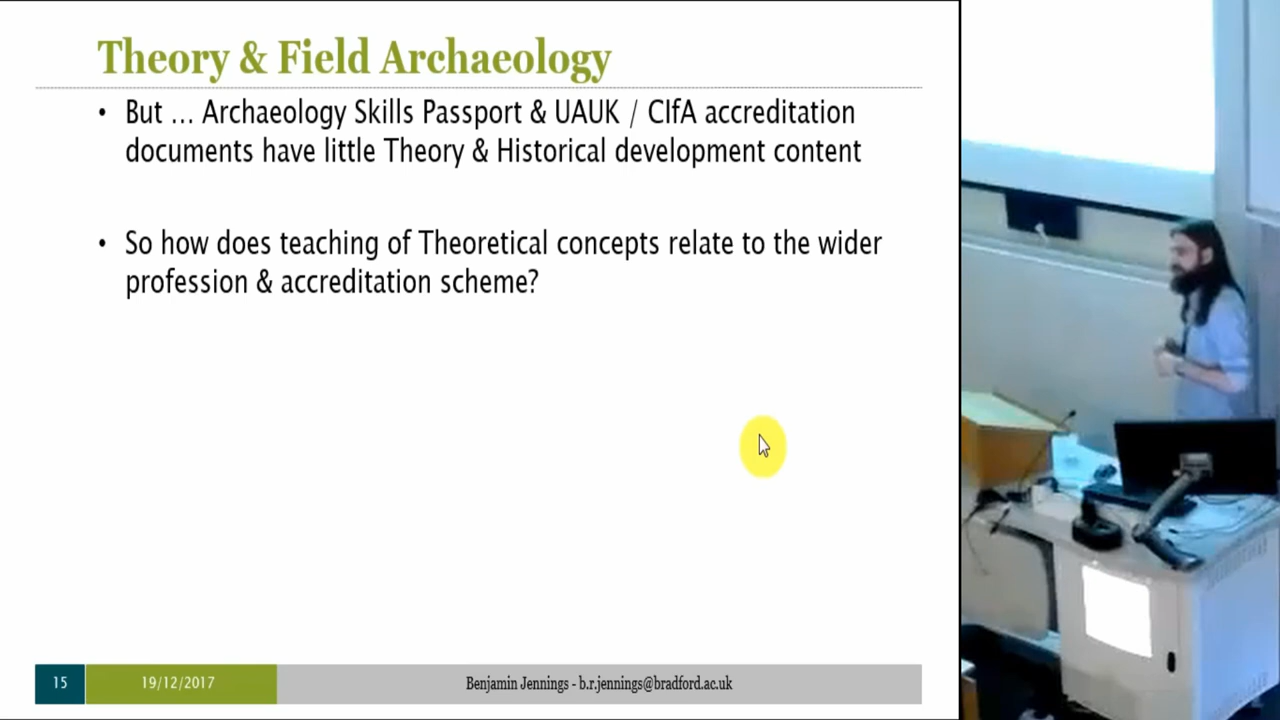 Theory & Field Archaeology
• But ... Archaeology Skills Passport & UAUK / CIfA accreditation
documents have little Theory & Historical development content
• So how does teaching of Theoretical concepts relate to the wider
profession & accreditation scheme?
15
19/12/2017
Benjamin Jennings - b.r.jennings@bradford.ac.uk